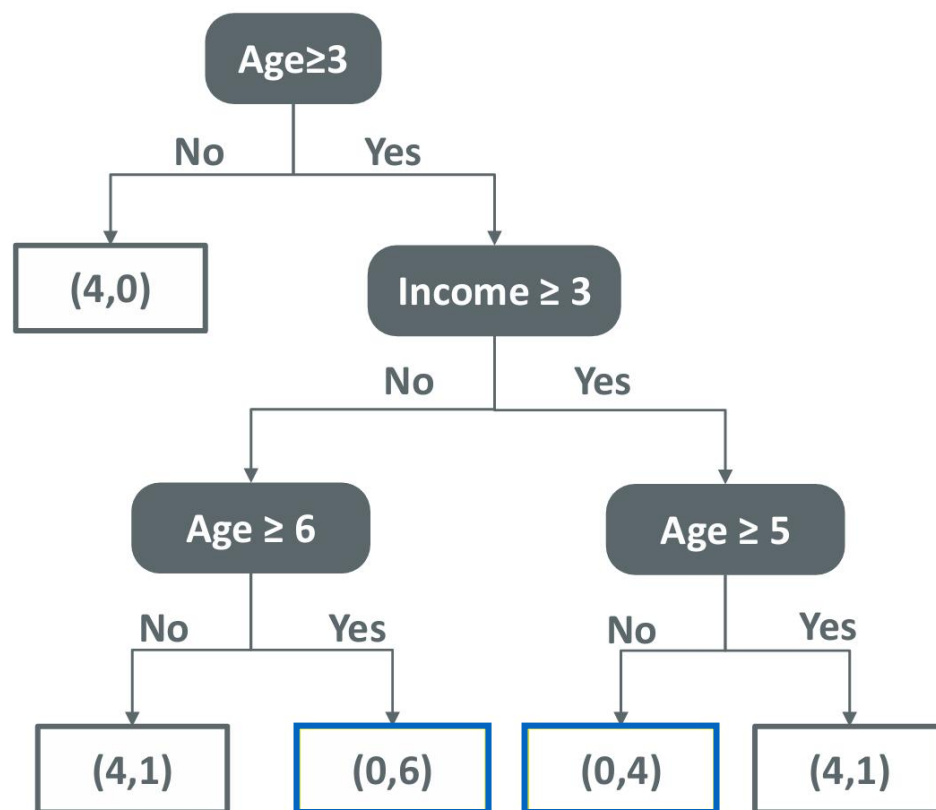 Age≥3
No Yes
(4,0)
Income ≥ 3
No Yes
Age ≥ 6
Age ≥ 5
No Yes
No Yes
(4,1)
(0,6)
(0,4)
(4,1)